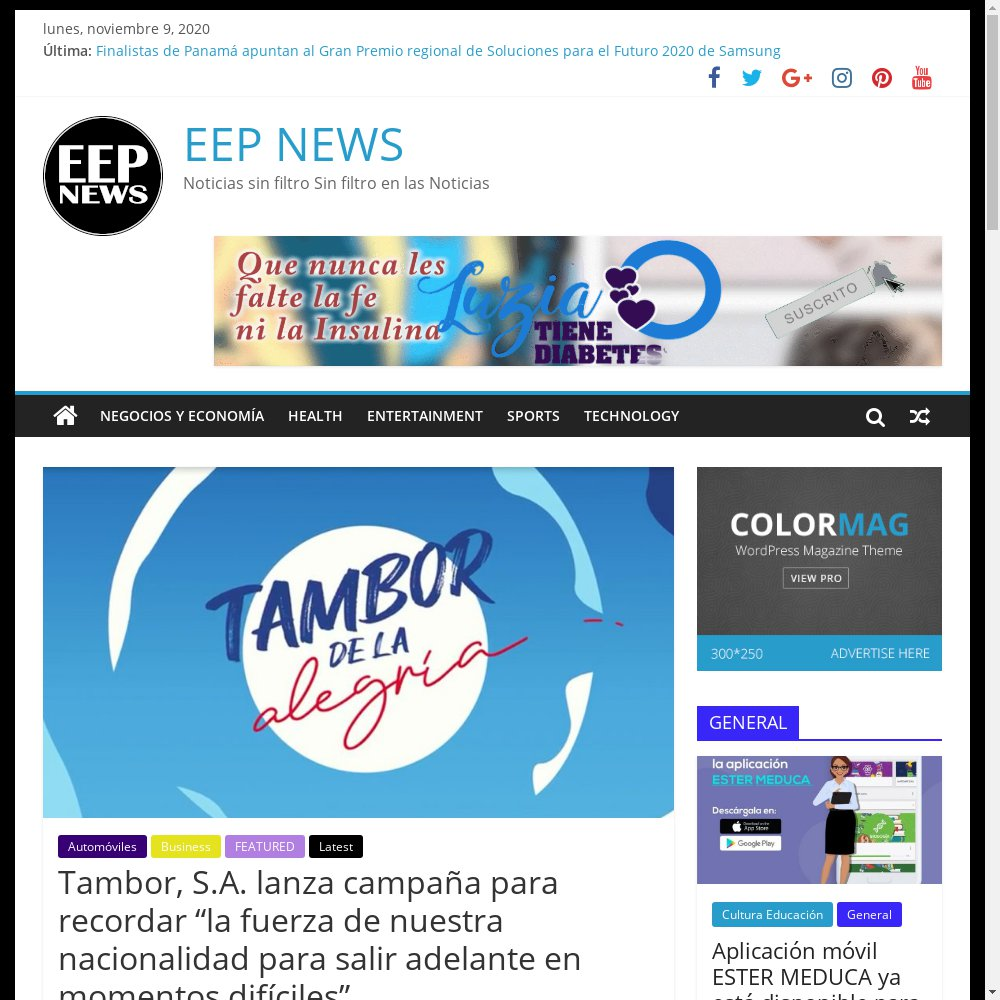 lunes, noviembre 9, 2020
Última: Finalistas de Panamá apuntan al Gran Premio regional de Soluciones para el Futuro 2020 de Samsung
You
Tube
EEP
NEWS
EEP NEWS
Noticias sin filtro Sin filtro en las Noticias
Que nunca les
falte la fe
ni la Insulina
Luzia
TIENE
DIABETES
SUSCRITO
NEGOCIOS Y ECONOMÍA HEALTH ENTERTAINMENT SPORTS TECHNOLOGY
TAMBOR
DE LA
alegría
COLORMAG
WordPress Magazine Theme
VIEW PRO
300*250 ADVERTISE HERE
GENERAL
la aplicación
ESTER MEDUCA
Descárgala en:
App Store
Google Play
Automóviles Business FEATURED Latest
Tambor, S.A. lanza campaña para
recordar “la fuerza de nuestra
nacionalidad para salir adelante en
momentos difíciles”
Cultura Educación General
Aplicación móvil
ESTER MEDUCA ya
está disponible para